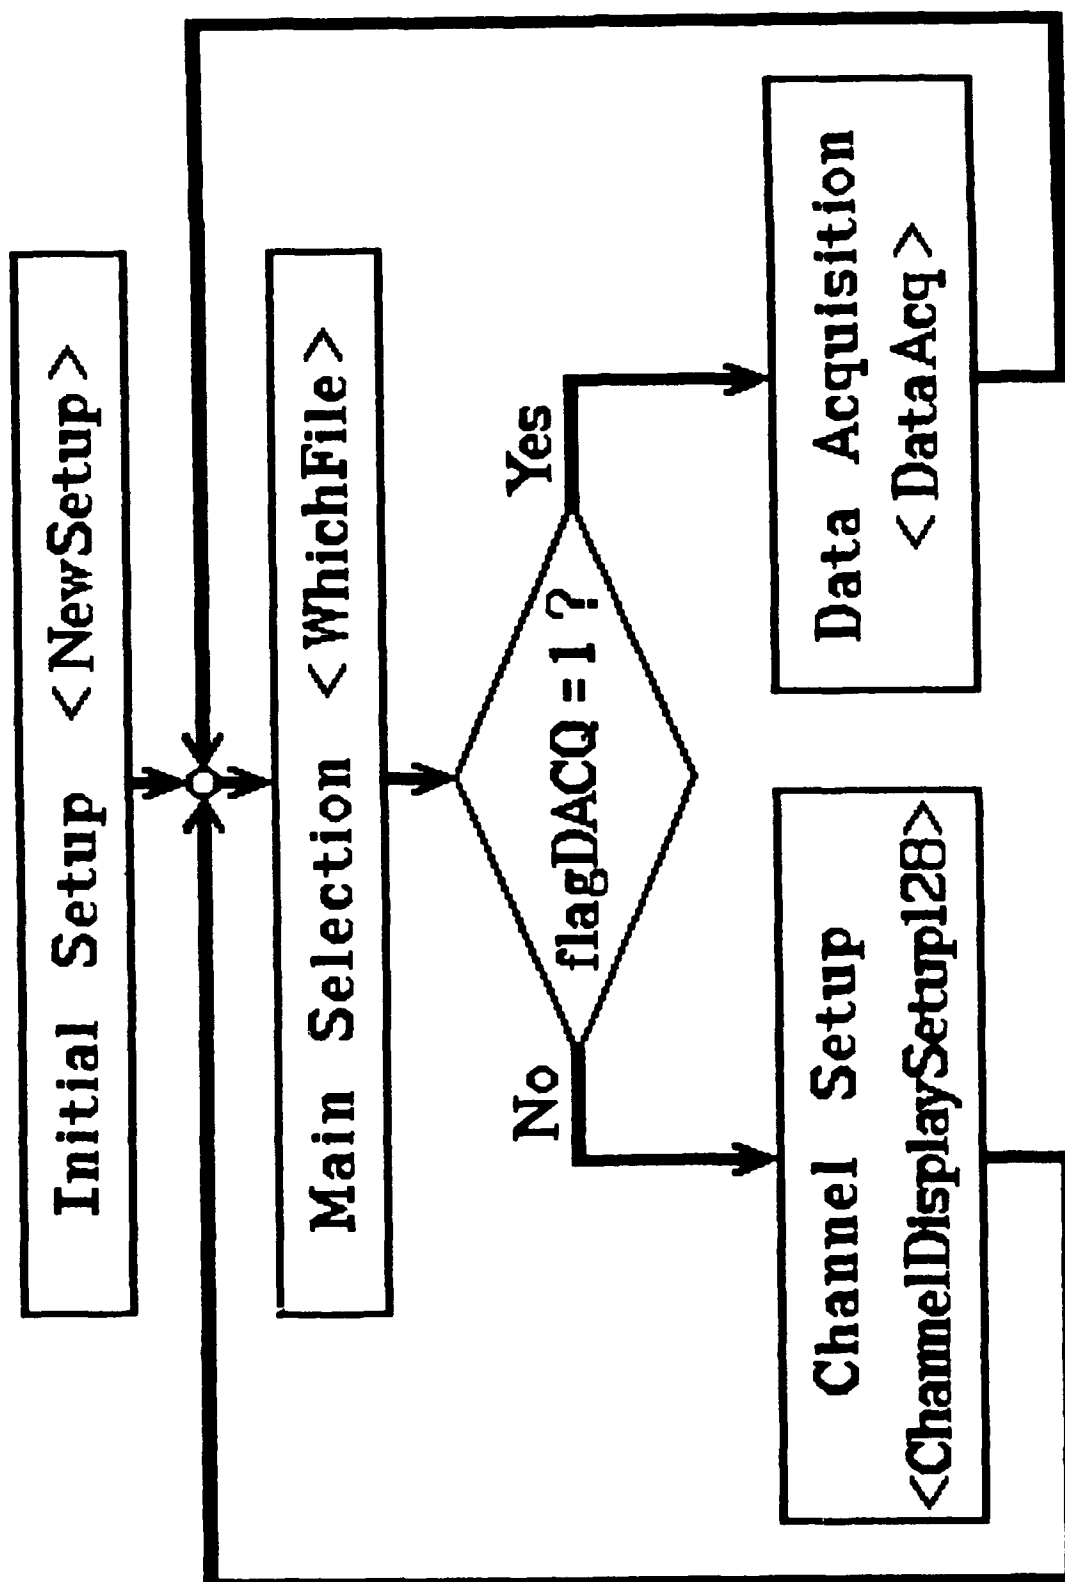 Initial Setup <NewSetup>
Main Selection <WhichFile>
flagDACQ=1 ?
No
Yes
Channel Setup
<ChannelDisplaySetup128>
Data Acquisition
<DataAcq>